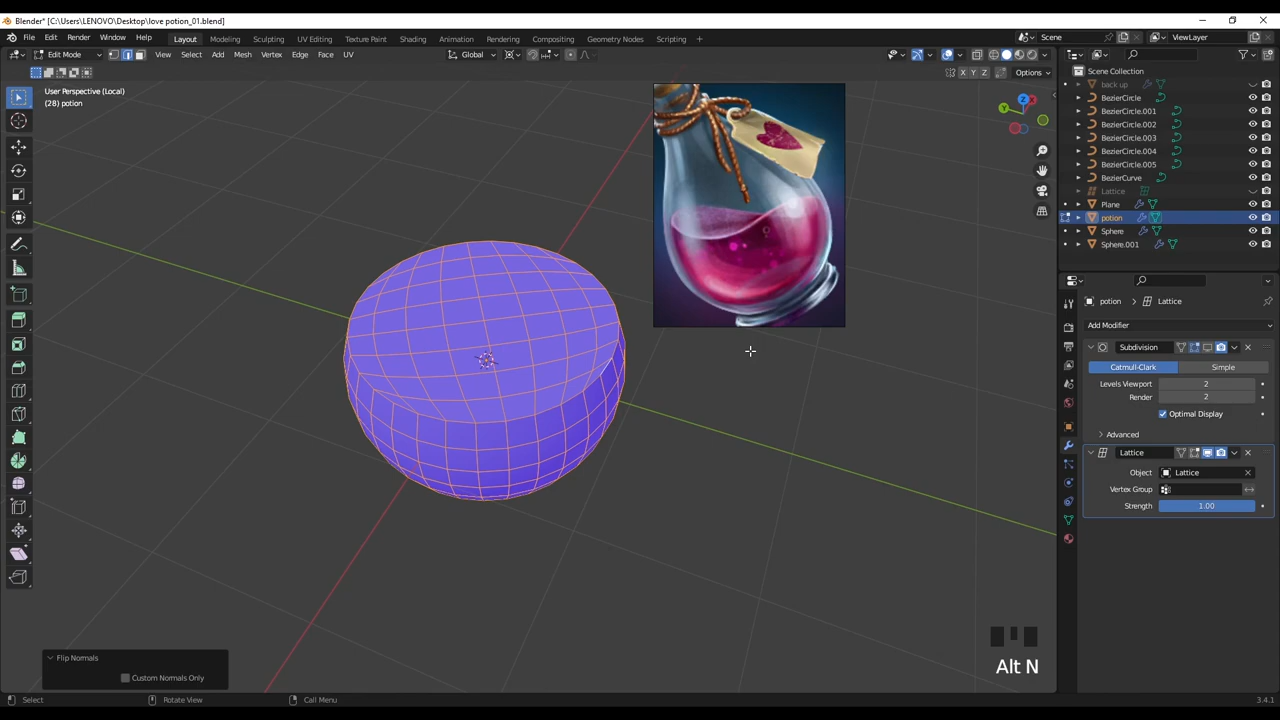 Blender* [C:\Users\LENOVO\Desktop\love potion_01.blend]
File Edit Render Window Help Layout Modeling Sculpting UV Editing Texture Paint Shading Animation Rendering Compositing Geometry Nodes Scripting + Scene ViewLayer
Edit Mode View Select Add Mesh Vertex Edge Face UV Global
X Y Z Options
User Perspective (Local)
(28) potion
Z
Y
Scene Collection
back up
BezierCircle
BezierCircle.001
BezierCircle.002
BezierCircle.003
BezierCircle.004
BezierCircle.005
BezierCurve
Lattice
Plane
potion
Sphere
Sphere.001
potion Lattice
Add Modifier
Subdivision
Catmull-Clark Simple
Levels Viewport 2
Render 2
Optimal Display
Advanced
Lattice
Object Lattice
Vertex Group
Strength 1.00
Alt N
Flip Normals
Custom Normals Only
Select Rotate View Call Menu 3.4.1